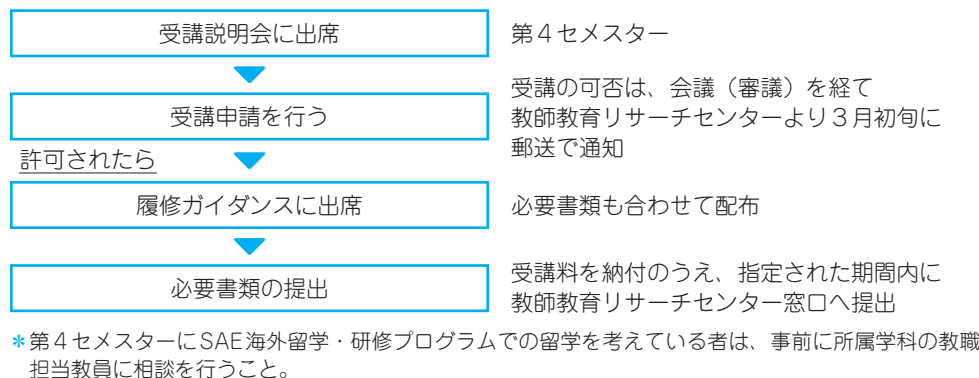 受講説明会に出席
第4セメスター
受講申請を行う
受講の可否は、会議（審議）を経て
教師教育リサーチセンターより3月初旬に
郵送で通知
許可されたら
履修ガイダンスに出席
必要書類も合わせて配布
必要書類の提出
受講料を納付のうえ、指定された期間内に
教師教育リサーチセンター窓口へ提出
＊第4セメスターにSAE海外留学・研修プログラムでの留学を考えている者は、事前に所属学科の教職
担当教員に相談を行うこと。